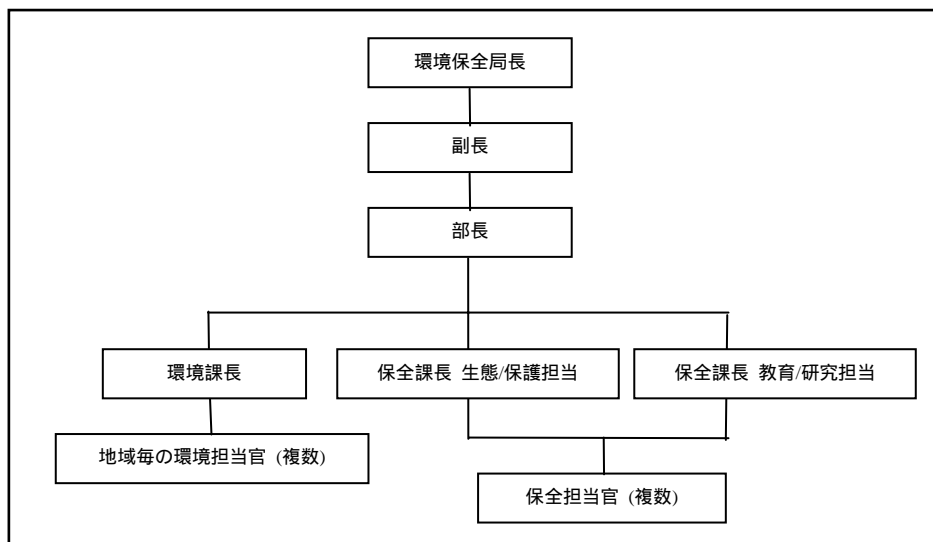 環境保全局長
副長
部長
環境課長
保全課長 生態/保護担当
保全課長 教育/研究担当
地域毎の環境担当官 (複数)
保全担当官 (複数)